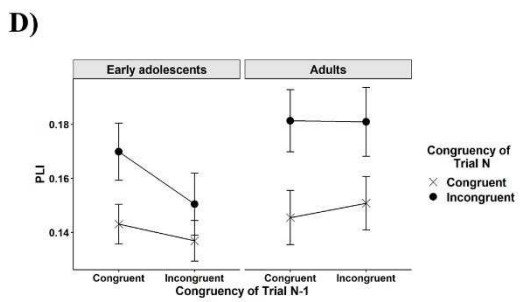 D)
Early adolescents
Adults
PLI
0.18
0.16
0.14
Congruent
Incongruent
Congruent
Incongruent
Congruency of Trial N-1
Congruency of
Trial N
Congruent
Incongruent